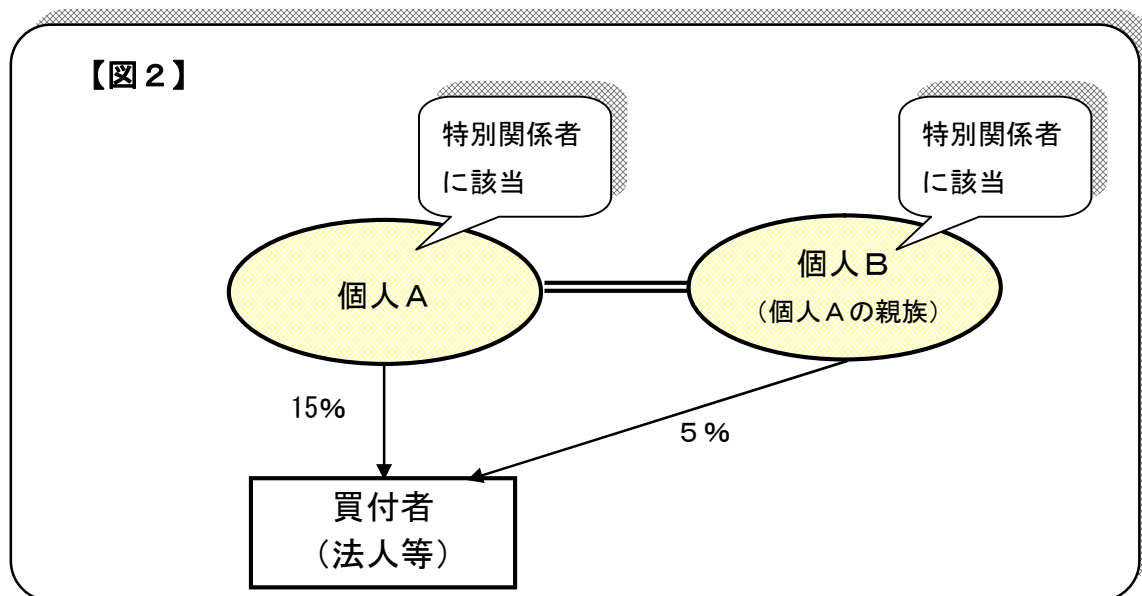 【図２】
特別関係者
に該当
特別関係者
に該当
個人Ａ
個人Ｂ
（個人Ａの親族）
15%
５％
買付者
（法人等）